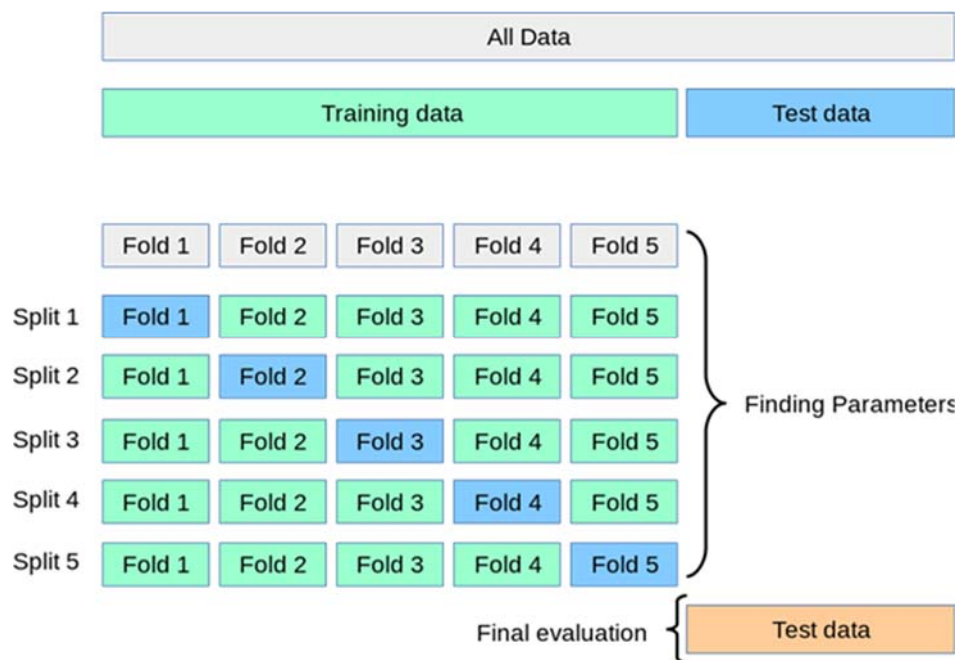 All Data
Training data Test data
Fold 1 Fold 2 Fold 3 Fold 4 Fold 5
Split 1 Fold 1 Fold 2 Fold 3 Fold 4 Fold 5
Split 2 Fold 1 Fold 2 Fold 3 Fold 4 Fold 5
Finding Parameters
Split 3 Fold 1 Fold 2 Fold 3 Fold 4 Fold 5
Split 4 Fold 1 Fold 2 Fold 3 Fold 4 Fold 5
Split 5 Fold 1 Fold 2 Fold 3 Fold 4 Fold 5
Final evaluation Test data